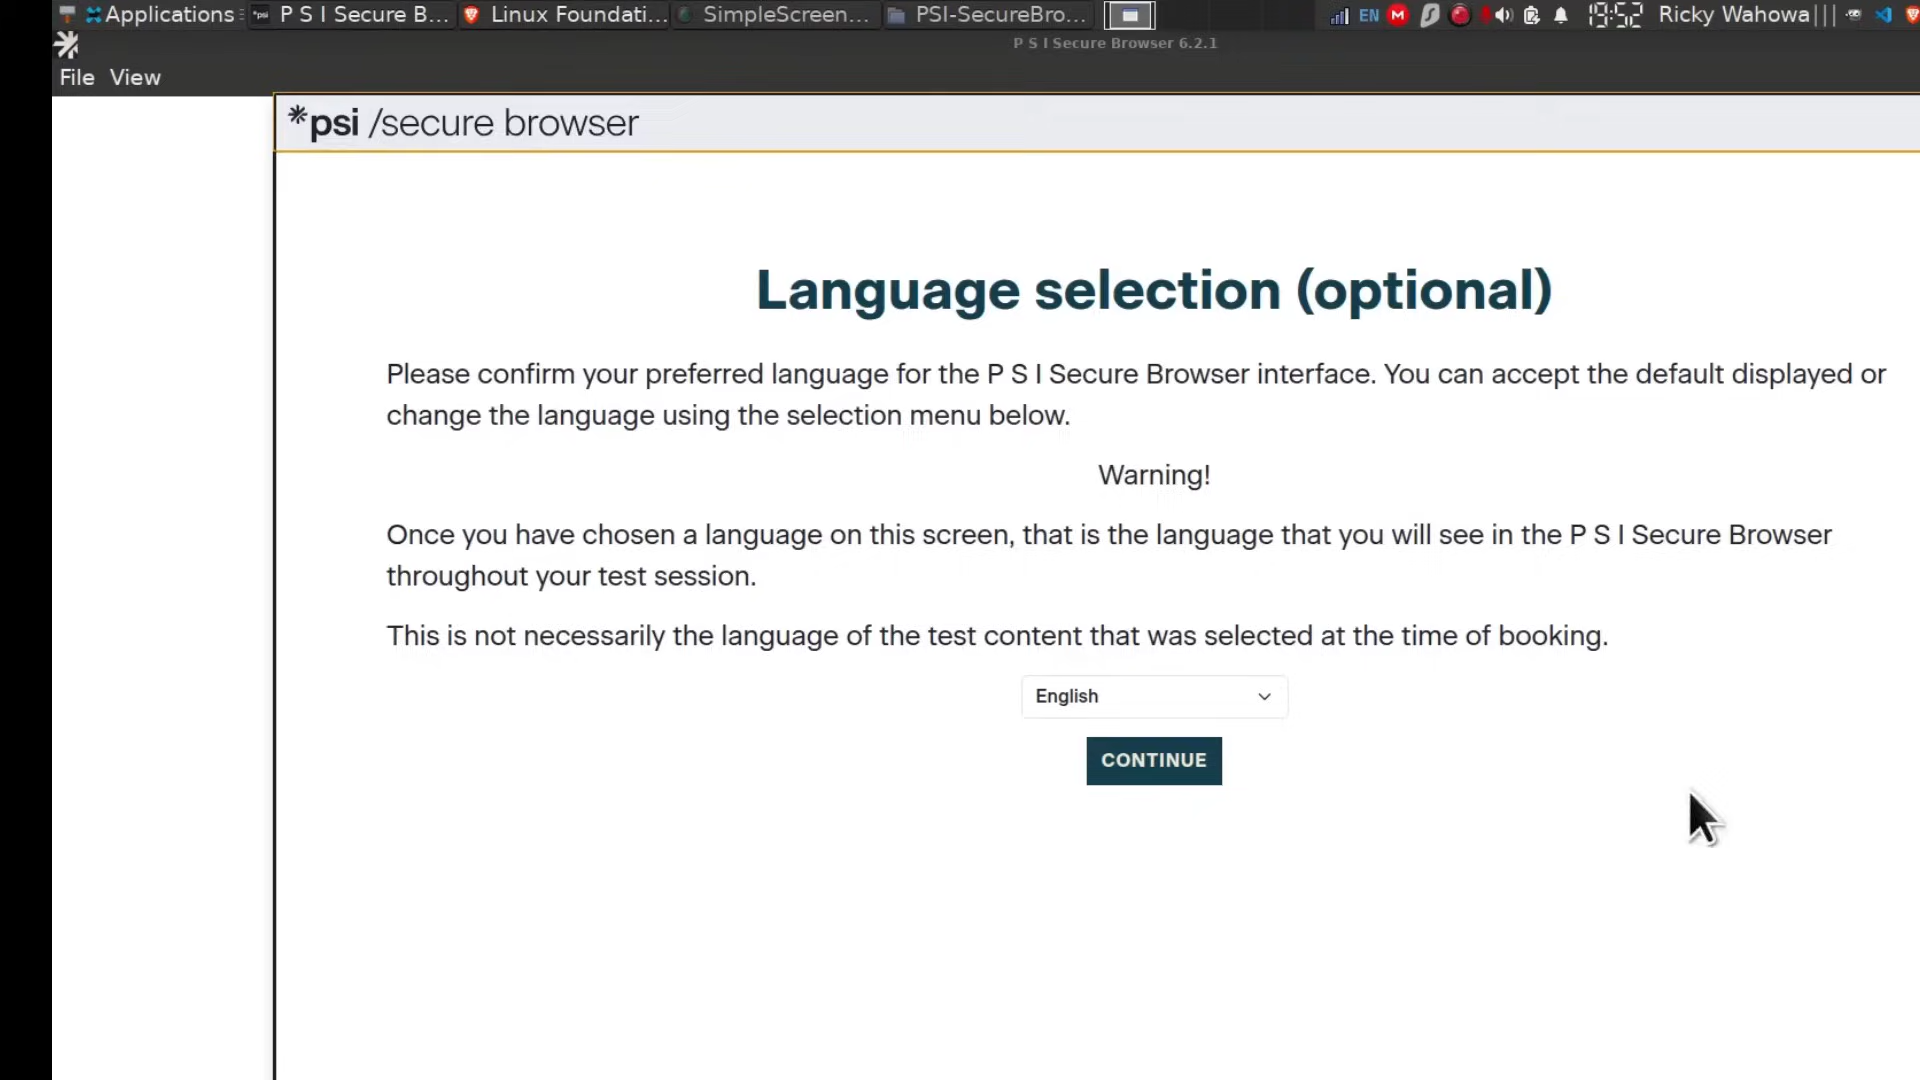 Applications P S I Secure B... Linux Foundati... SimpleScreen... PSI-SecureBro... EN M 19:52 Ricky Wahowa
P S I Secure Browser 6.2.1
File View
*psi /secure browser
Language selection (optional)
Please confirm your preferred language for the P S I Secure Browser interface. You can accept the default displayed or
change the language using the selection menu below.
Warning!
Once you have chosen a language on this screen, that is the language that you will see in the P S I Secure Browser
throughout your test session.
This is not necessarily the language of the test content that was selected at the time of booking.
English
CONTINUE